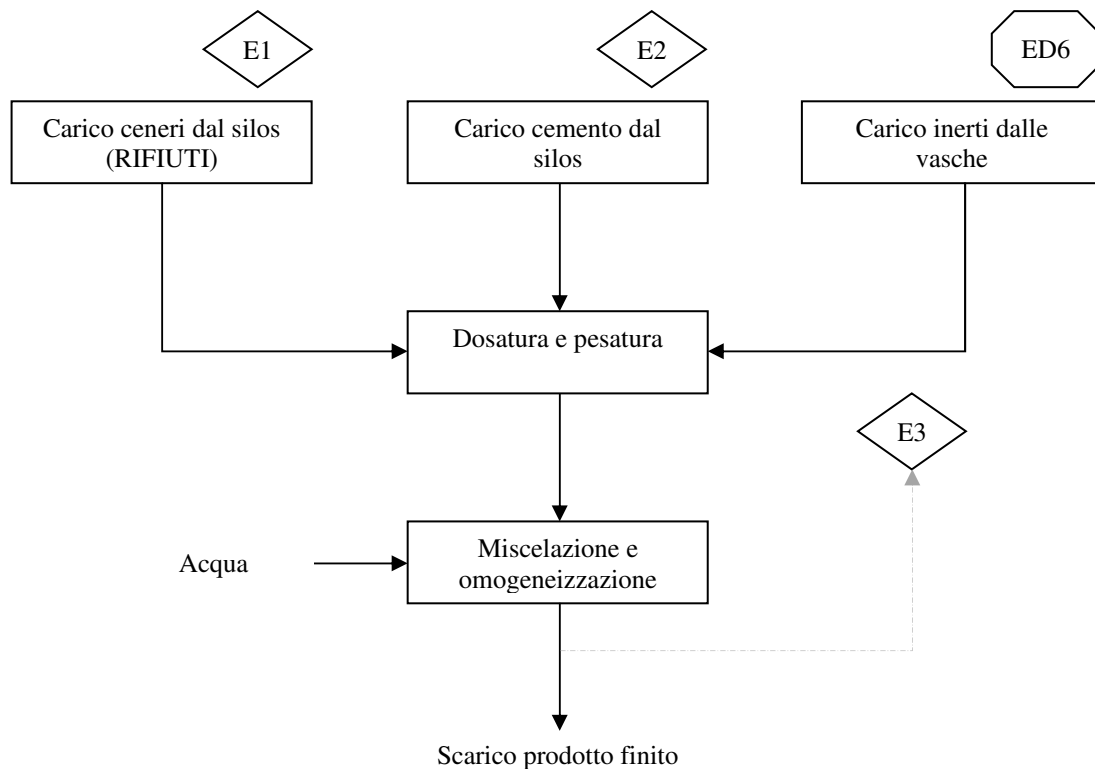 E1
E2
ED6
Carico ceneri dal silos
(RIFIUTI)
Carico cemento dal
silos
Carico inerti dalle
vasche
Dosatura e pesatura
E3
Acqua
Miscelazione e
omogeneizzazione
Scarico prodotto finito